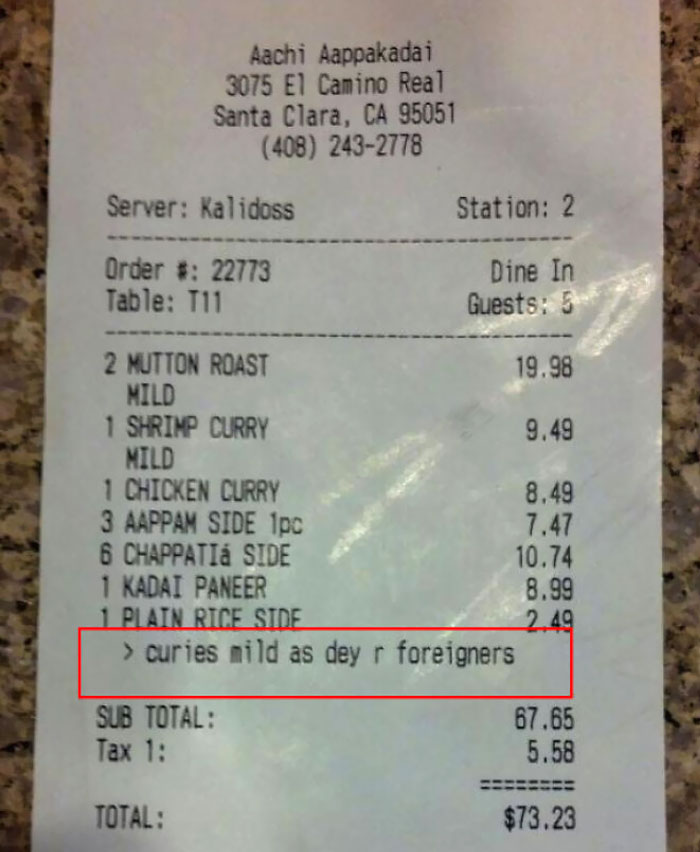 Aachi Aappakadai
3075 El Camino Real
Santa Clara, CA 95051
(408) 243-2778
Server: Kalidoss Station: 2
Order #: 22773 Dine In
Table: T11 Guests: 5
2 MUTTON ROAST 19.98
MILD
1 SHRIMP CURRY 9.49
MILD
1 CHICKEN CURRY 8.49
3 AAPPAM SIDE 1pc 7.47
6 CHAPPATIá SIDE 10.74
1 KADAI PANEER 8.99
1 PLAIN RICE SIDE 2.49
> curies mild as dey r foreigners
SUB TOTAL: 67.65
Tax 1: 5.58
========
TOTAL: $73.23